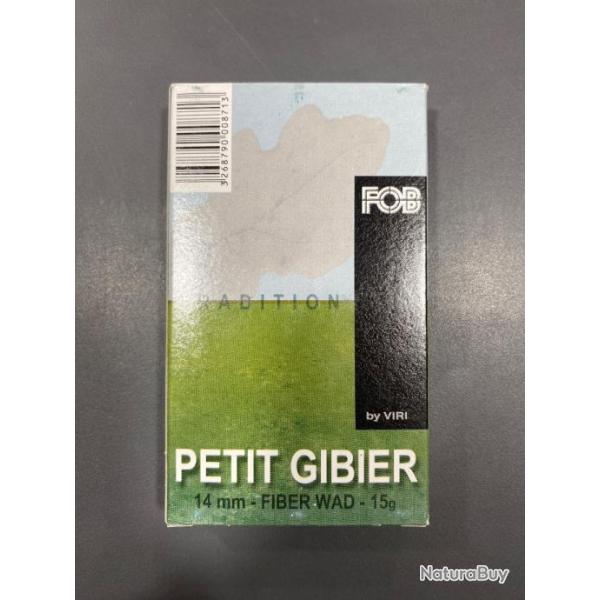 3268790008713
FOB
RADITION
by VIRI
PETIT GIBIER
14 mm - FIBER WAD - 15g
NaturaBuy